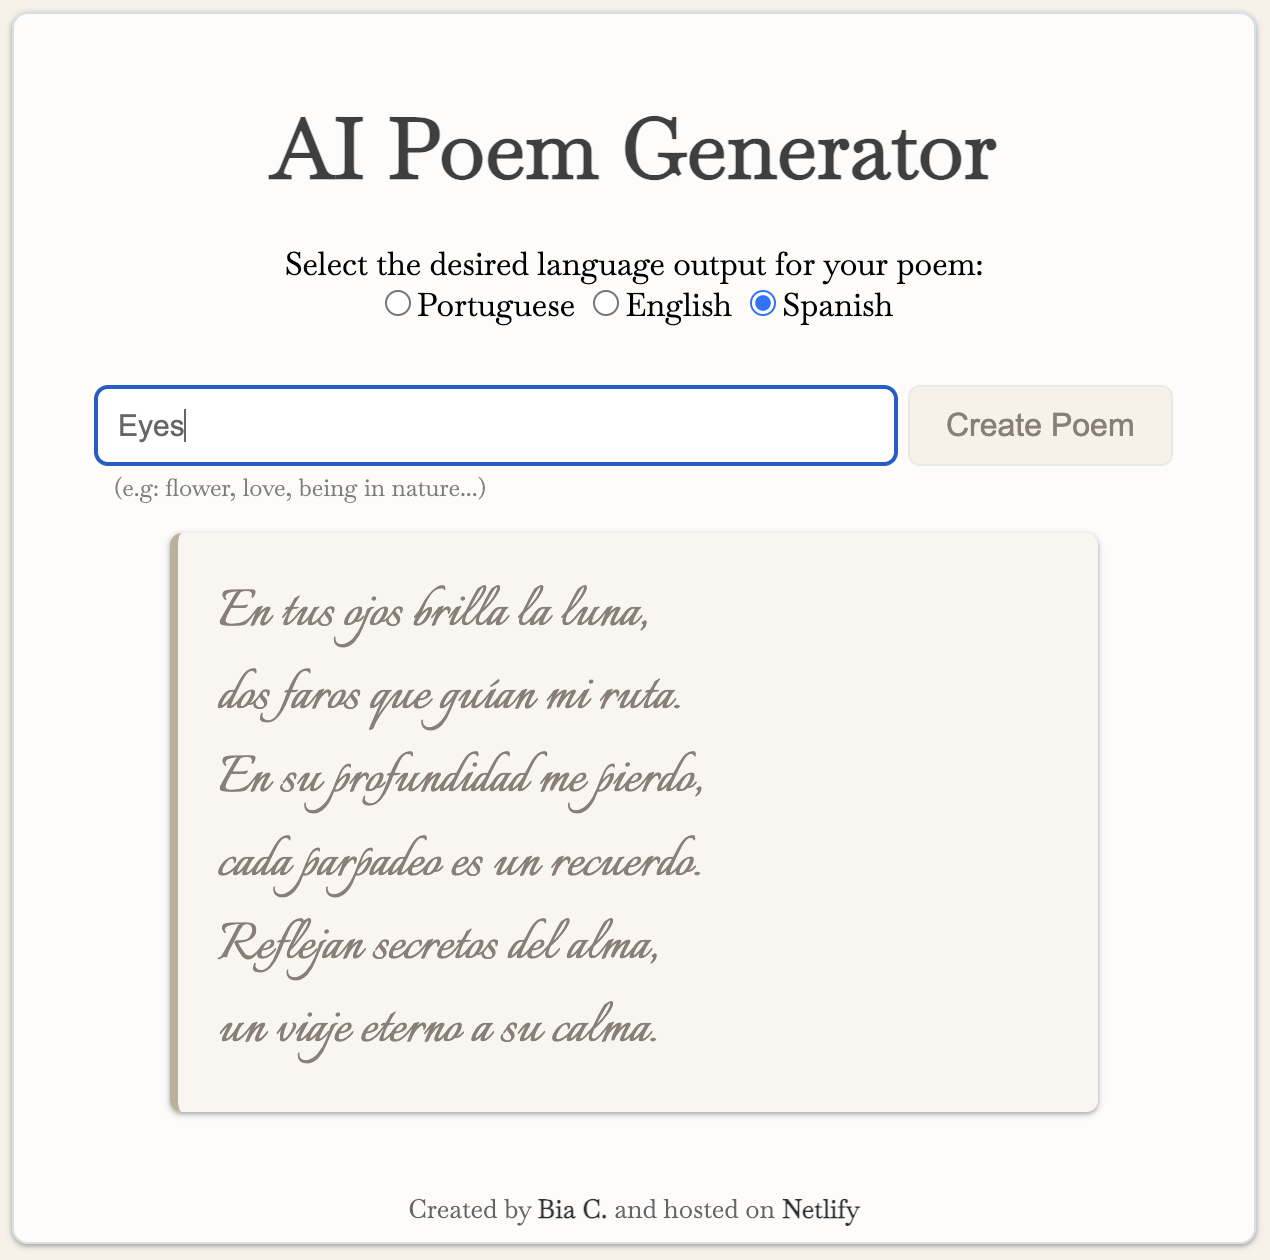 AI Poem Generator
Select the desired language output for your poem:
Portuguese English Spanish
Eyes
Create Poem
(e.g: flower, love, being in nature...)
En tus ojos brilla la luna,
dos faros que guían mi ruta.
En su profundidad me pierdo,
cada parpadeo es un recuerdo.
Reflejan secretos del alma,
un viaje eterno a su calma.
Created by Bia C. and hosted on Netlify